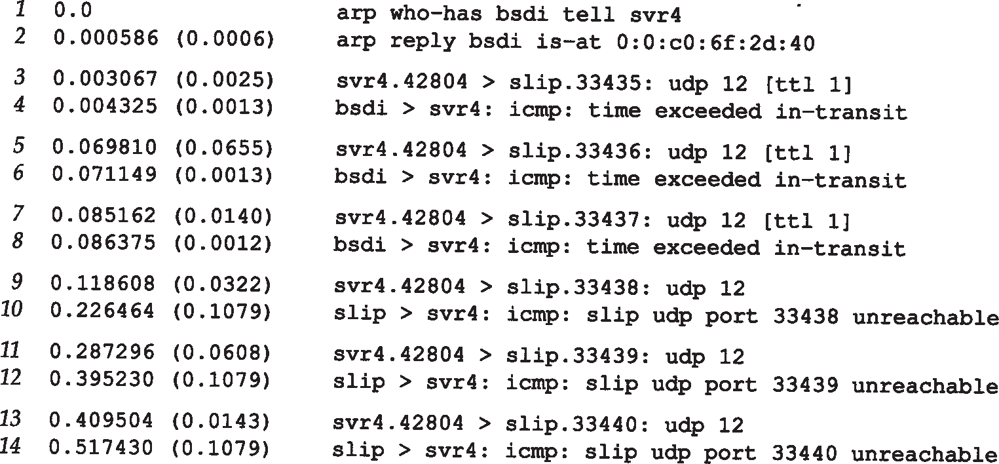 1 0.0 arp who-has bsdi tell svr4
2 0.000586 (0.0006) arp reply bsdi is-at 0:0:c0:6f:2d:40
3 0.003067 (0.0025) svr4.42804 > slip.33435: udp 12 [ttl 1]
4 0.004325 (0.0013) bsdi > svr4: icmp: time exceeded in-transit
5 0.069810 (0.0655) svr4.42804 > slip.33436: udp 12 [ttl 1]
6 0.071149 (0.0013) bsdi > svr4: icmp: time exceeded in-transit
7 0.085162 (0.0140) svr4.42804 > slip.33437: udp 12 [ttl 1]
8 0.086375 (0.0012) bsdi > svr4: icmp: time exceeded in-transit
9 0.118608 (0.0322) svr4.42804 > slip.33438: udp 12
10 0.226464 (0.1079) slip > svr4: icmp: slip udp port 33438 unreachable
11 0.287296 (0.0608) svr4.42804 > slip.33439: udp 12
12 0.395230 (0.1079) slip > svr4: icmp: slip udp port 33439 unreachable
13 0.409504 (0.0143) svr4.42804 > slip.33440: udp 12
14 0.517430 (0.1079) slip > svr4: icmp: slip udp port 33440 unreachable